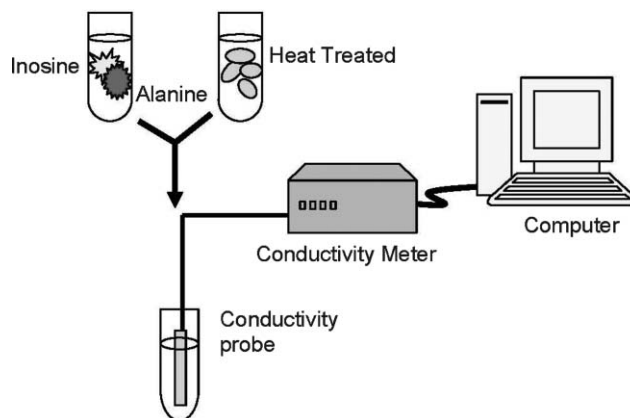 Inosine
Alanine
Heat Treated
Conductivity Meter
Computer
Conductivity
probe